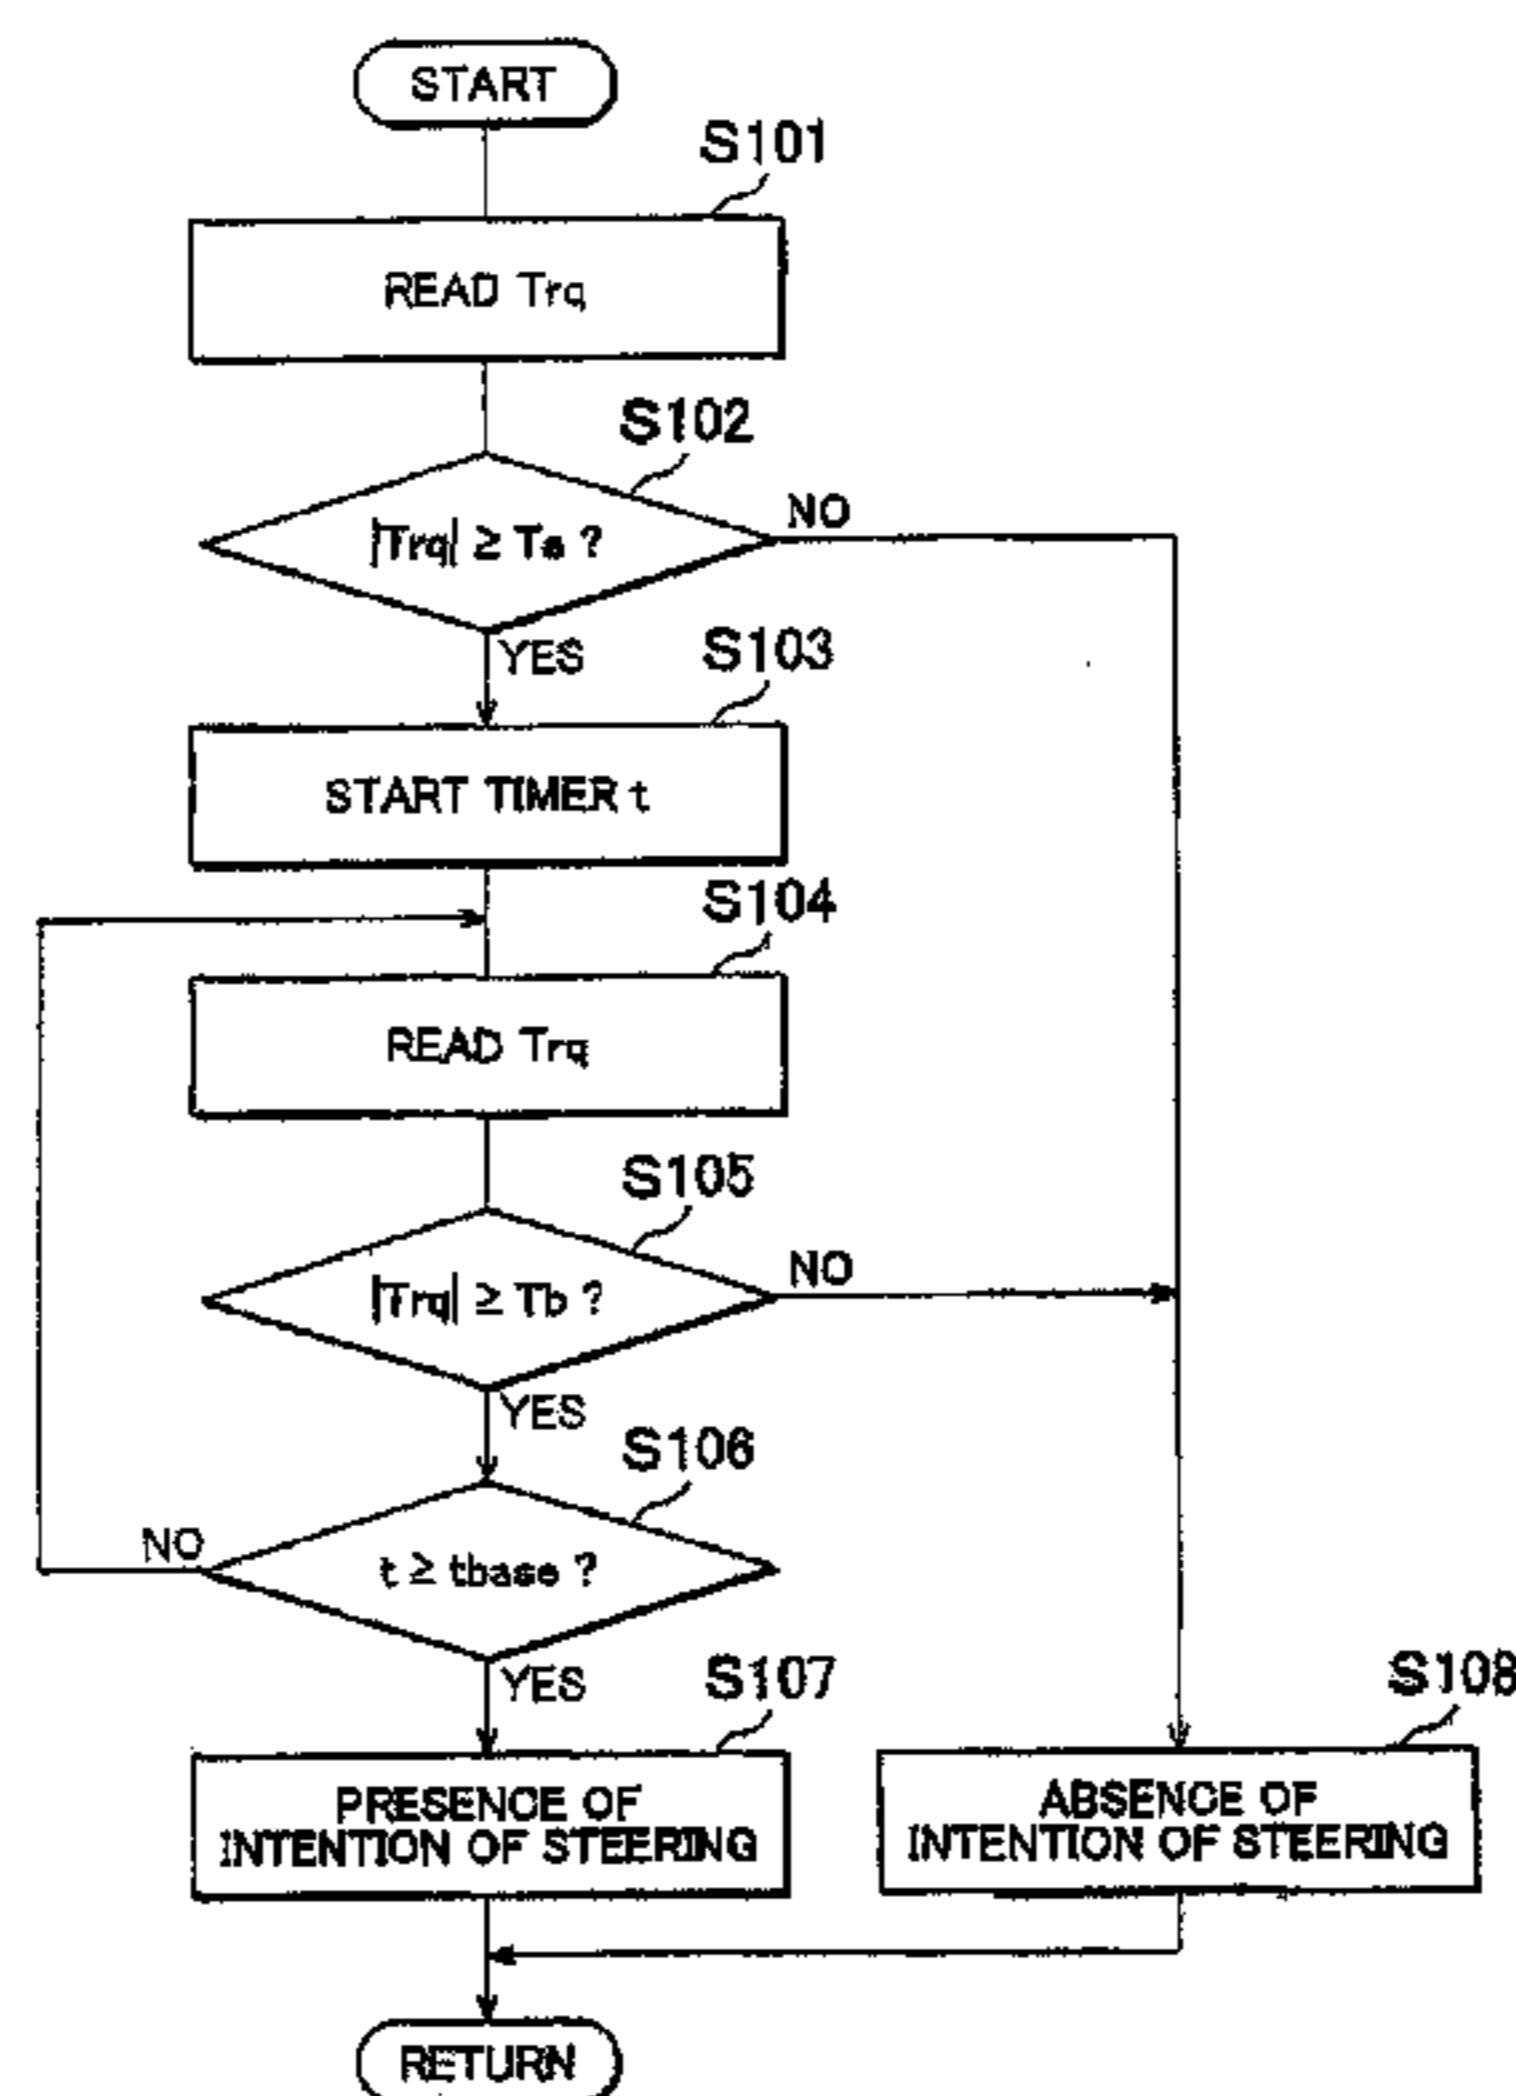 START
S101
READ Trq
S102
|Trq| ≥ Ta ?
NO
YES
S103
START TIMER t
S104
READ Trq
S105
|Trq| ≥ Tb ?
NO
YES
S106
t ≥ tbase ?
NO
YES
S107
PRESENCE OF
INTENTION OF STEERING
S108
ABSENCE OF
INTENTION OF STEERING
RETURN